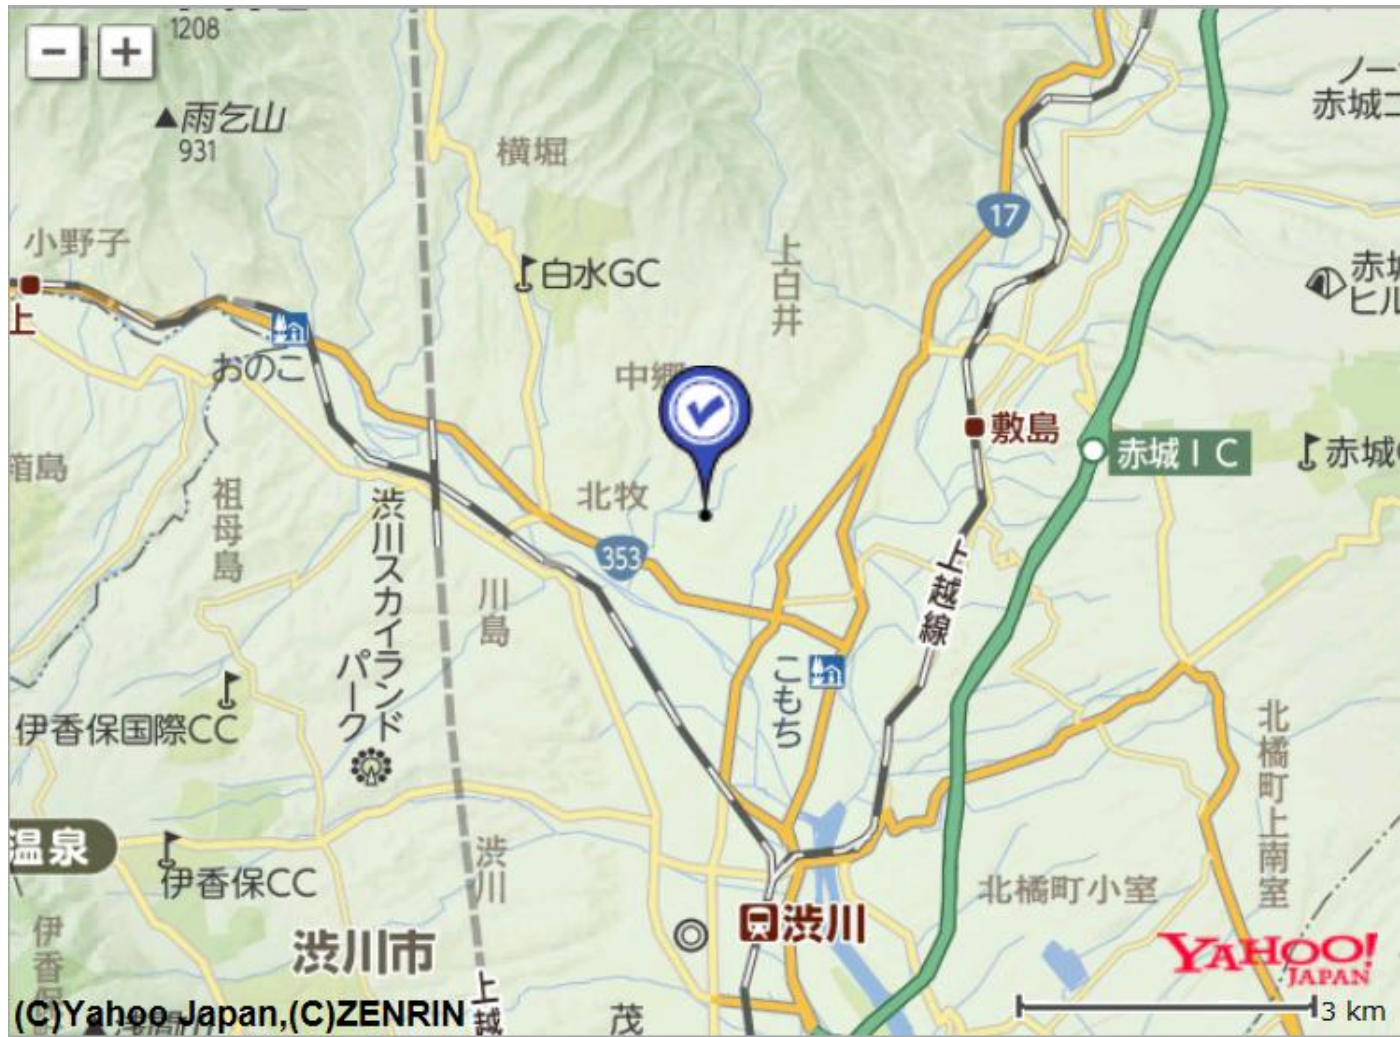 1208
雨乞山
931
横堀
ノー
赤城ゴ
小野子
17
白水GC
上白井
赤城
ヒル
上
おのこ
中郷
敷島
赤城IC
赤城G
箱島
祖母島
渋川スカイランド
パーク
北牧
353
川島
上越線
こもち
伊香保国際CC
北橘町上南室
温泉
伊香保CC
渋川
北橘町小室
渋川
渋川市
伊香保
YAHOO!
JAPAN
上越
茂
3 km
(C)Yahoo Japan,(C)ZENRIN